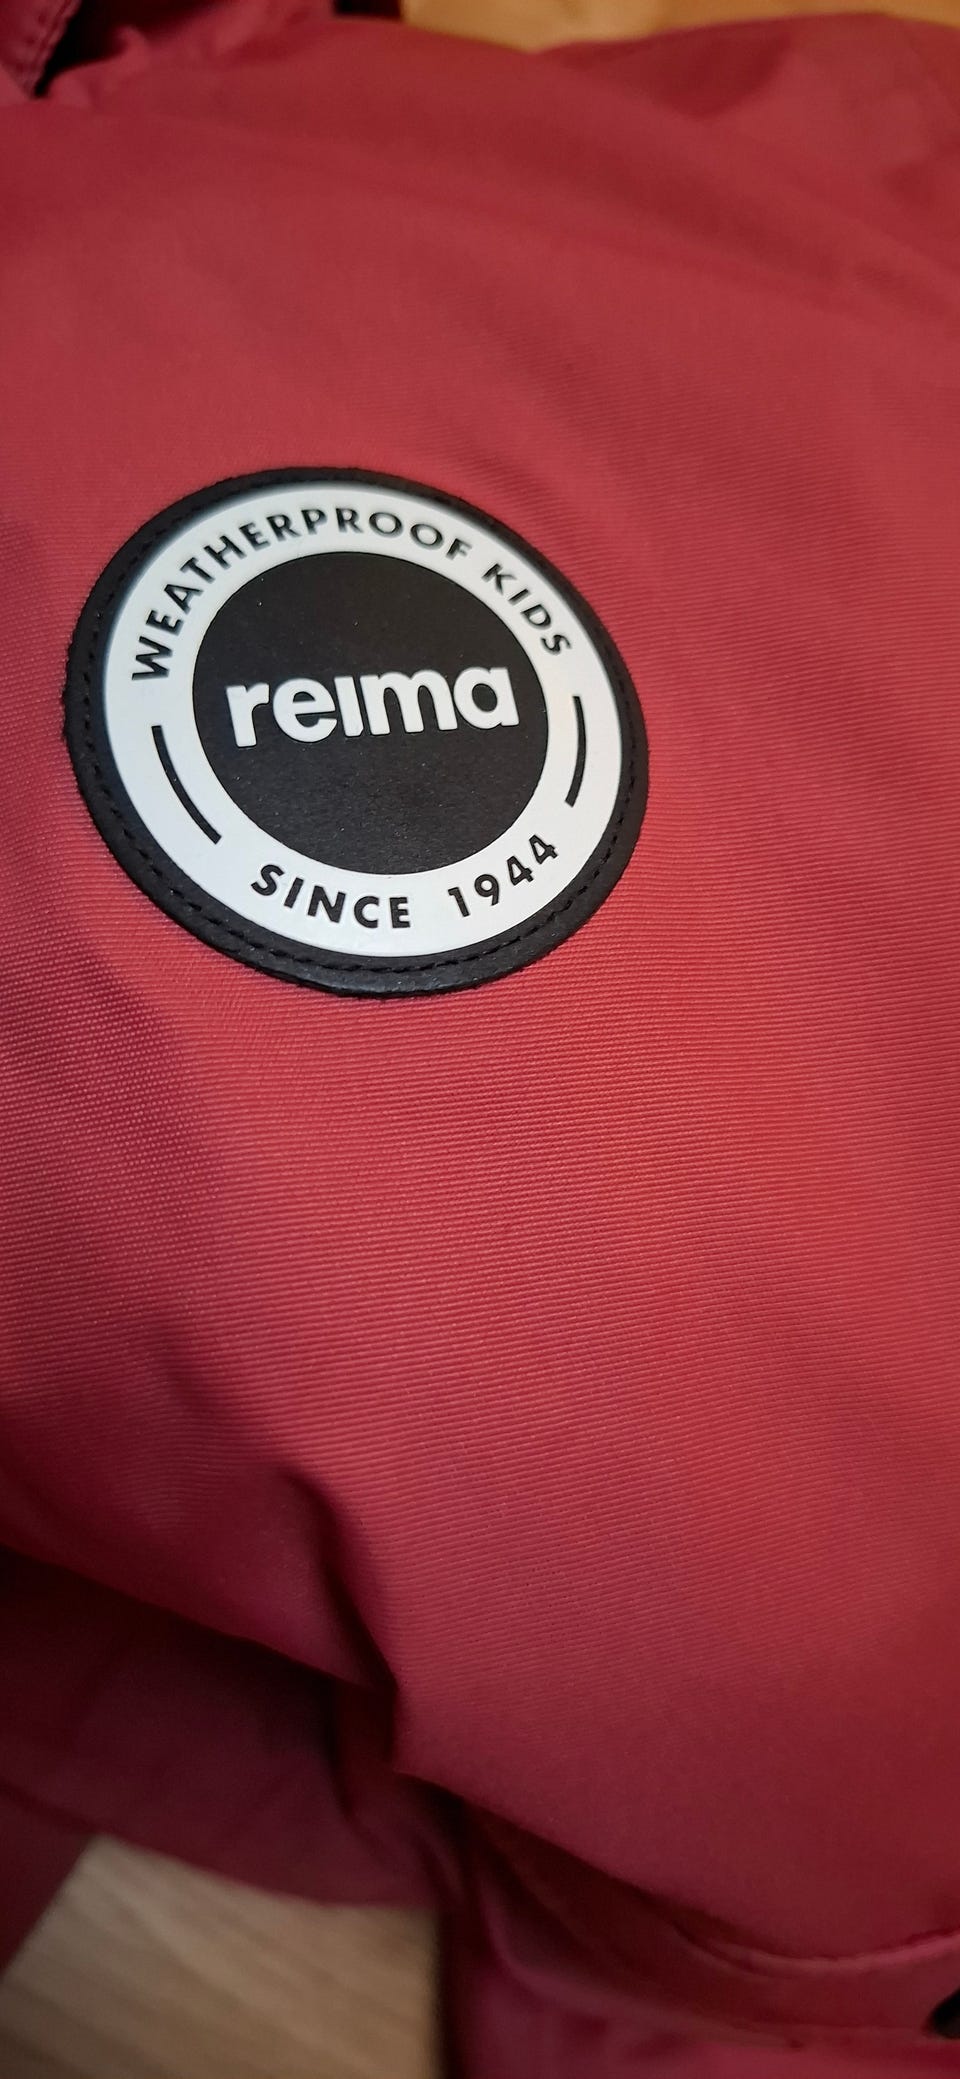 WEATHERPROOF KIDS
reima
SINCE 1944